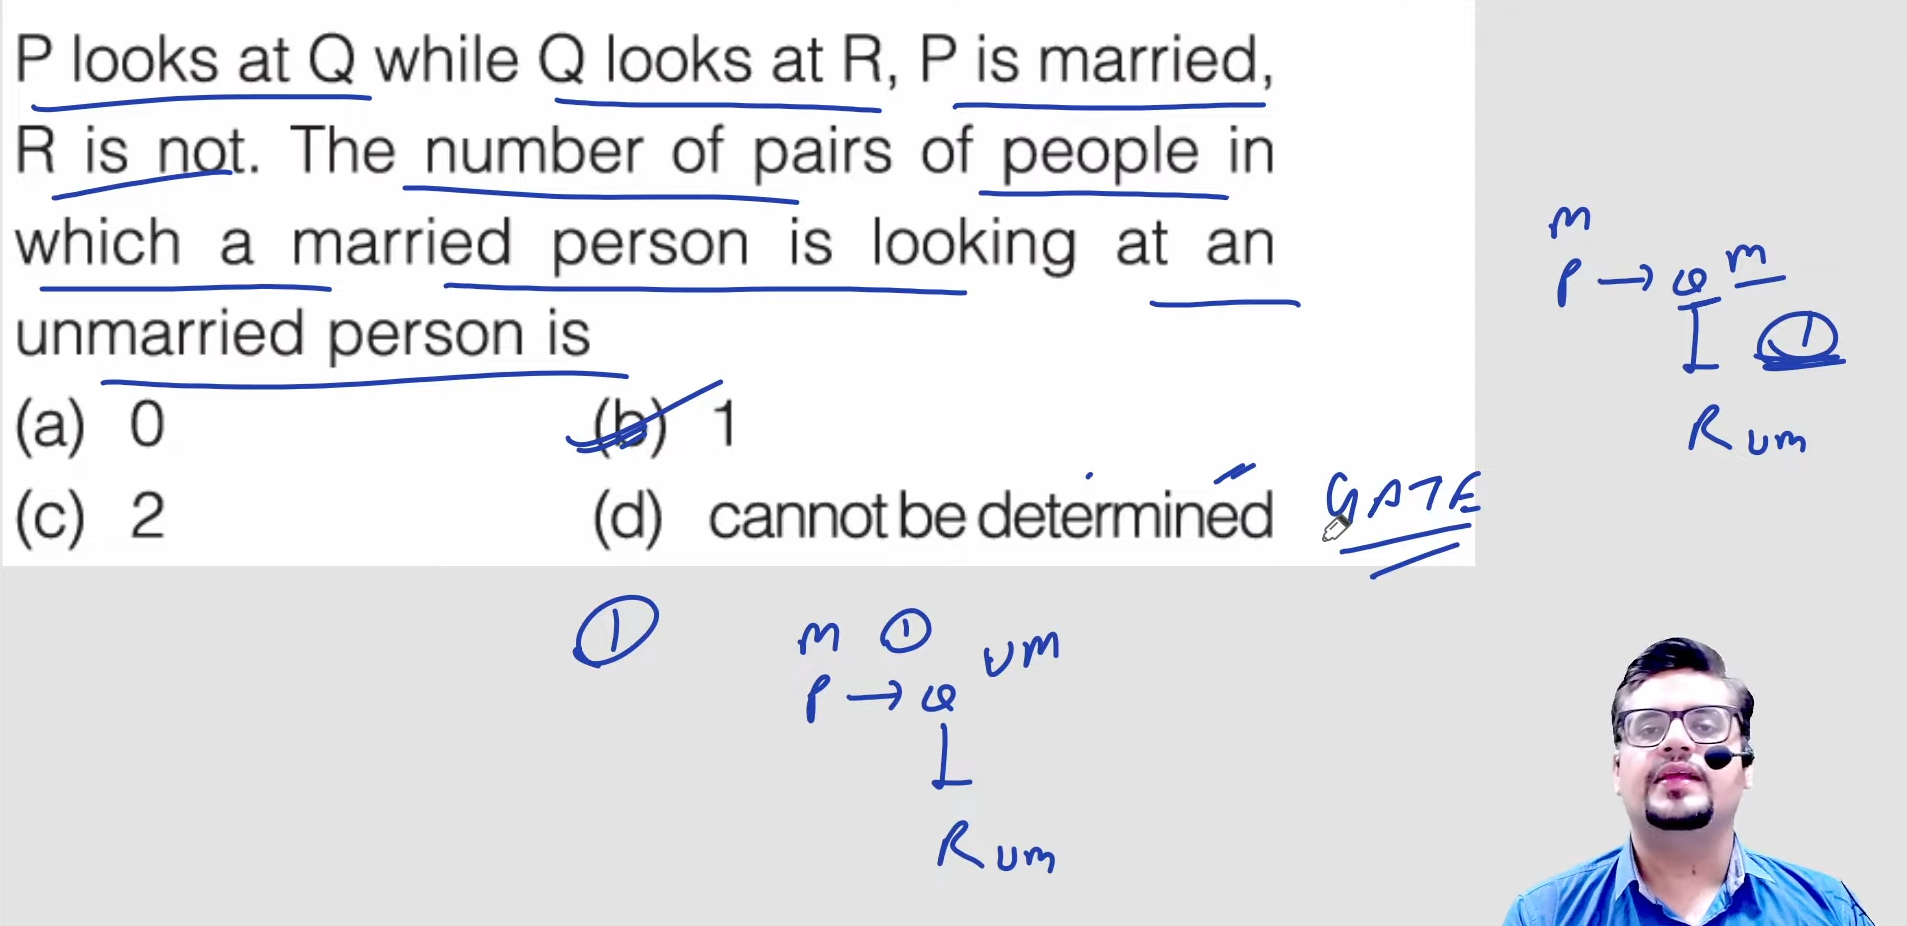 P looks at Q while Q looks at R, P is married,
R is not. The number of pairs of people in
which a married person is looking at an
unmarried person is
(a) 0 (b) 1
(c) 2 (d) cannot be determined GATE
M
P → Q M
1
R UM
1 M 1 UM
P → Q
R UM